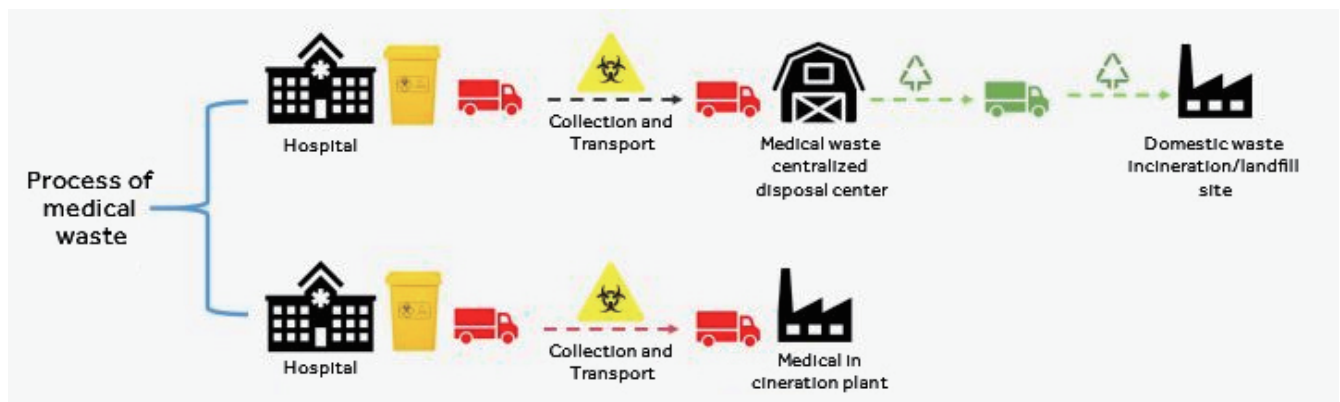 Process of
medical
waste
Hospital
Collection and
Transport
Medical waste
centralized
disposal center
Domestic waste
incineration/landfill
site
Hospital
Collection and
Transport
Medical in
cineration plant